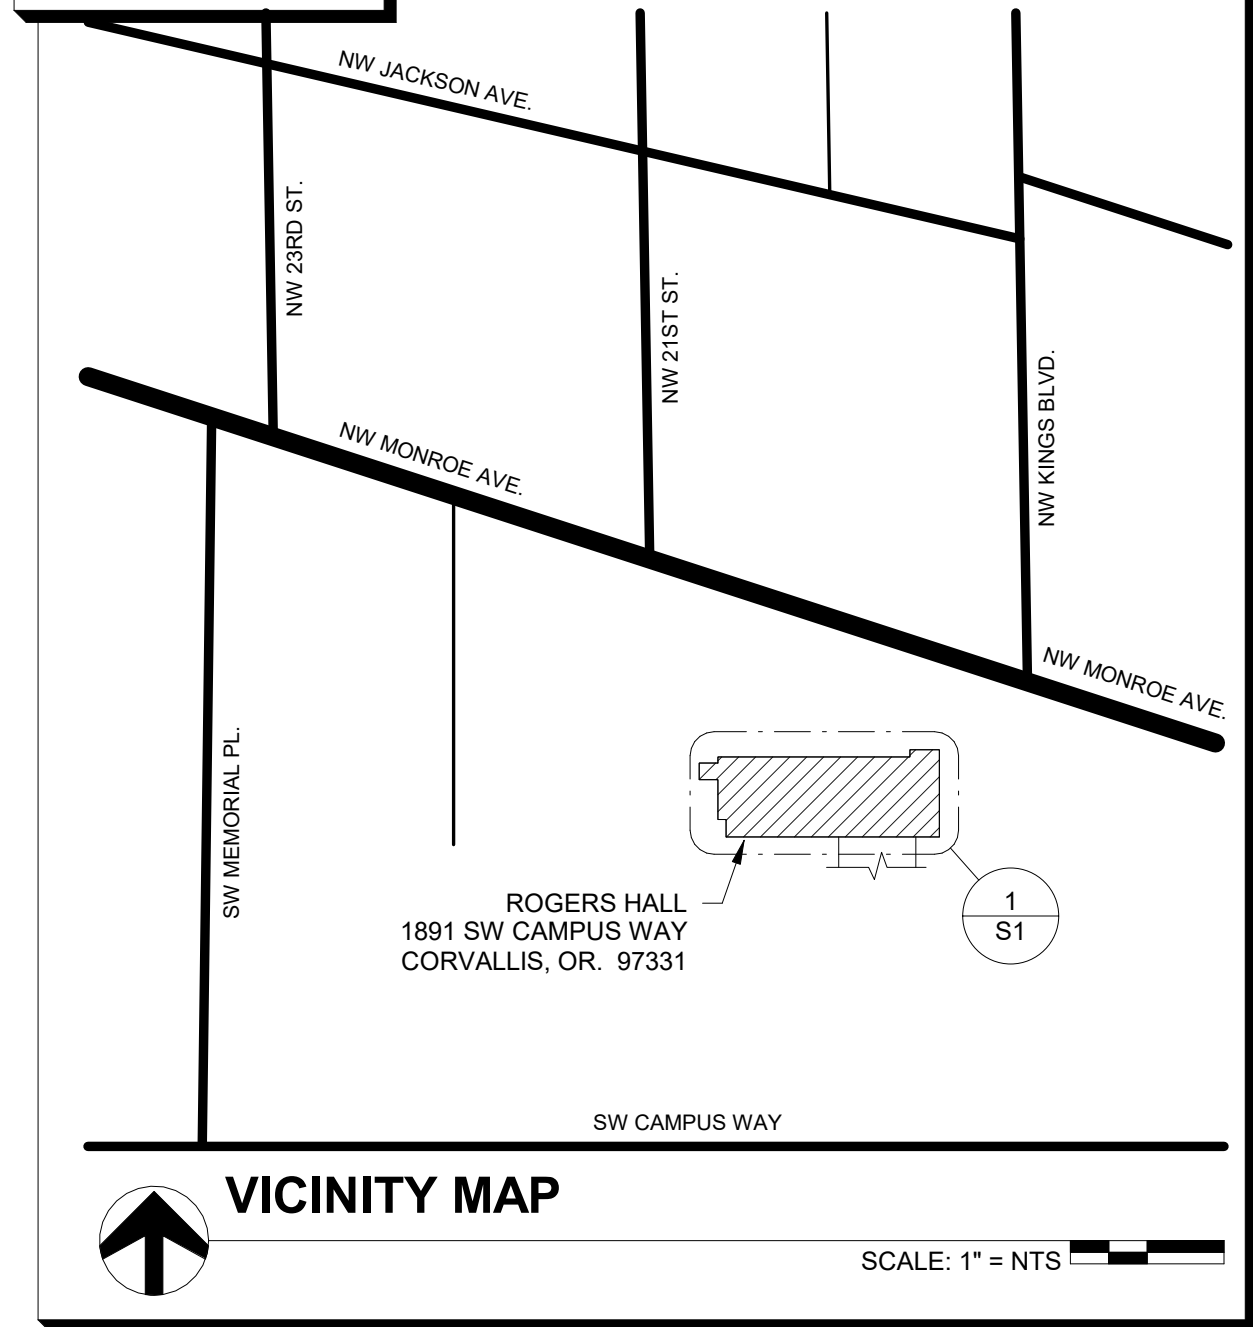 NW JACKSON AVE.
NW 23RD ST.
NW 21ST ST.
NW KINGS BLVD.
NW MONROE AVE.
NW MONROE AVE.
SW MEMORIAL PL.
ROGERS HALL
1891 SW CAMPUS WAY
CORVALLIS, OR. 97331
1
S1
SW CAMPUS WAY
VICINITY MAP
SCALE: 1" = NTS